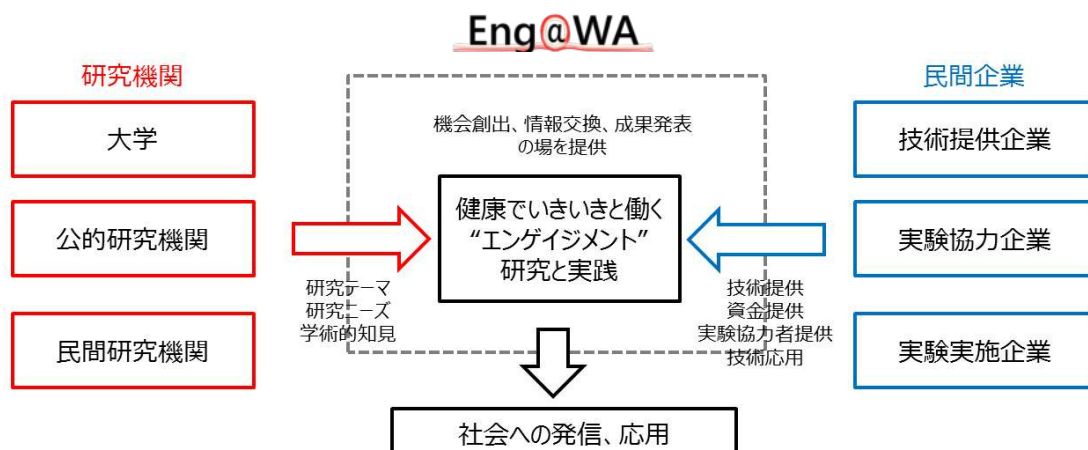 Eng@WA
研究機関
大学
公的研究機関
民間研究機関
機会創出、情報交換、成果発表
の場を提供
健康でいきいきと働く
“エンゲイジメント”
研究と実践
研究テーマ
研究ニーズ
学術的知見
技術提供
資金提供
実験協力者提供
技術応用
民間企業
技術提供企業
実験協力企業
実験実施企業
社会への発信、応用